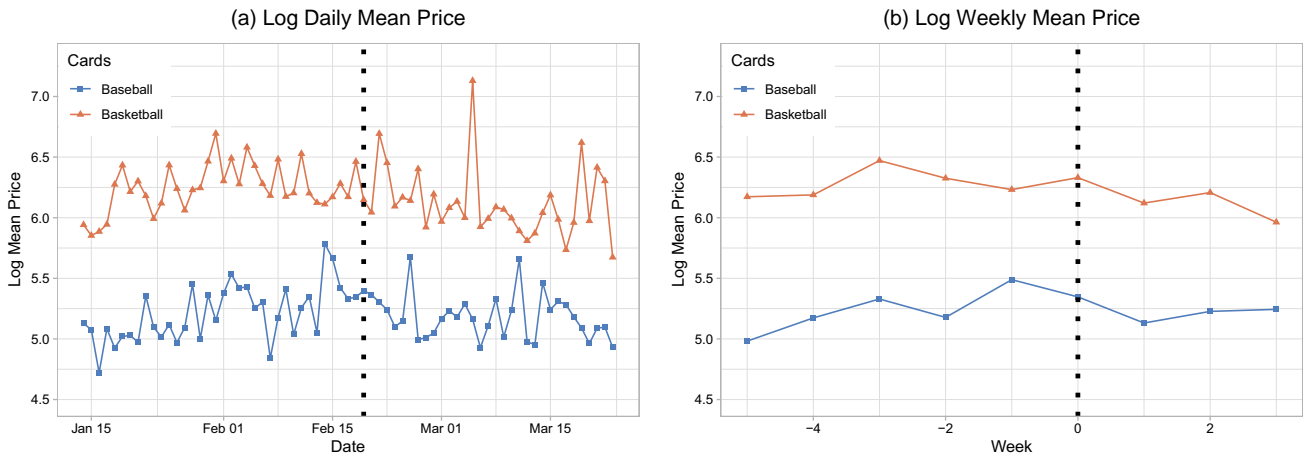 (a) Log Daily Mean Price
Cards
Baseball
Basketball
Log Mean Price
7.0
6.5
6.0
5.5
5.0
4.5
Jan 15
Feb 01
Feb 15
Mar 01
Mar 15
Date
(b) Log Weekly Mean Price
Cards
Baseball
Basketball
Log Mean Price
7.0
6.5
6.0
5.5
5.0
4.5
−4
−2
0
2
Week